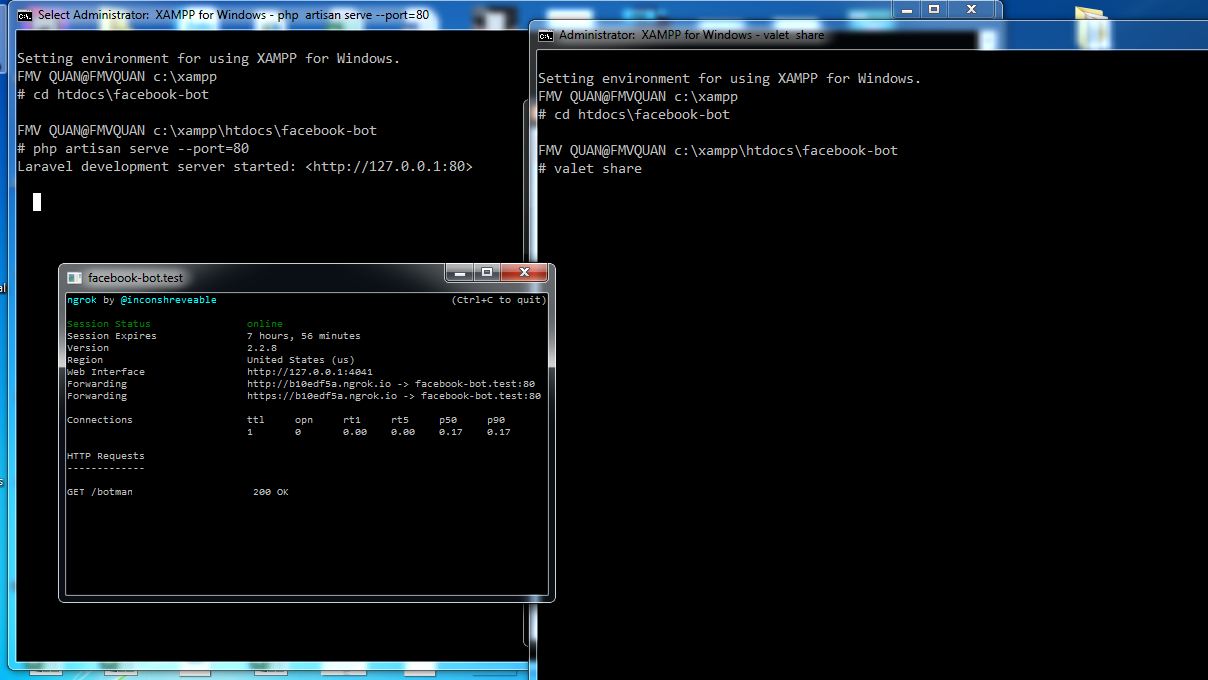 Select Administrator: XAMPP for Windows - php  artisan serve --port=80
Setting environment for using XAMPP for Windows.
FMV QUAN@FMVQUAN c:\xampp
# cd htdocs\facebook-bot
FMV QUAN@FMVQUAN c:\xampp\htdocs\facebook-bot
# php artisan serve --port=80
Laravel development server started: <http://127.0.0.1:80>
Administrator: XAMPP for Windows - valet  share
Setting environment for using XAMPP for Windows.
FMV QUAN@FMVQUAN c:\xampp
# cd htdocs\facebook-bot
FMV QUAN@FMVQUAN c:\xampp\htdocs\facebook-bot
# valet share
facebook-bot.test
ngrok by @inconshreveable (Ctrl+C to quit)
Session Status online
Session Expires 7 hours, 56 minutes
Version 2.2.8
Region United States (us)
Web Interface http://127.0.0.1:4041
Forwarding http://b10edf5a.ngrok.io -> facebook-bot.test:80
Forwarding https://b10edf5a.ngrok.io -> facebook-bot.test:80
Connections ttl opn rt1 rt5 p50 p90
1 0 0.00 0.00 0.17 0.17
HTTP Requests
-------------
GET /botman 200 OK